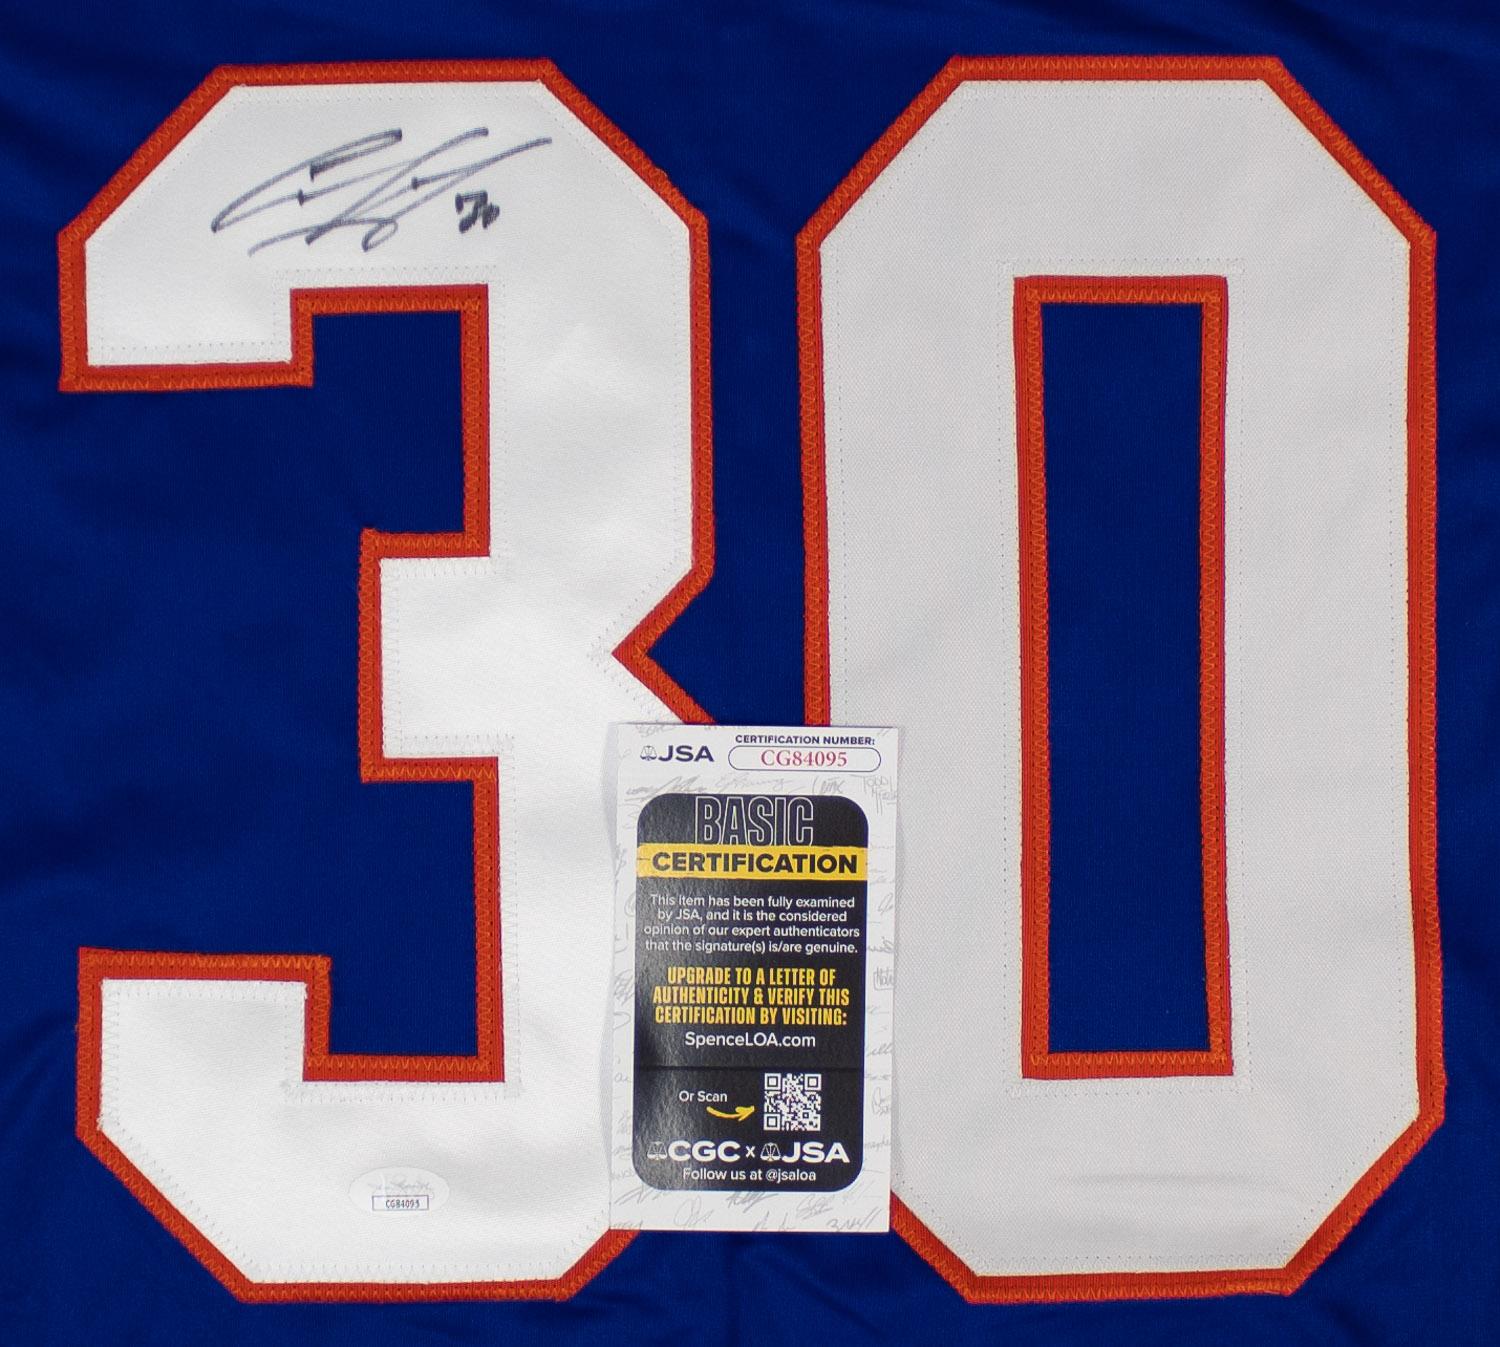 30
30
JSA
CERTIFICATION NUMBER:
CG84095
BASIC
CERTIFICATION
This item has been fully examined
by JSA, and it is the considered
opinion of our expert authenticators
that the signature(s) is/are genuine.
UPGRADE TO A LETTER OF
AUTHENTICITY & VERIFY THIS
CERTIFICATION BY VISITING:
SpenceLOA.com
Or Scan
CGC x JSA
Follow us at @jsaloa
CG84095